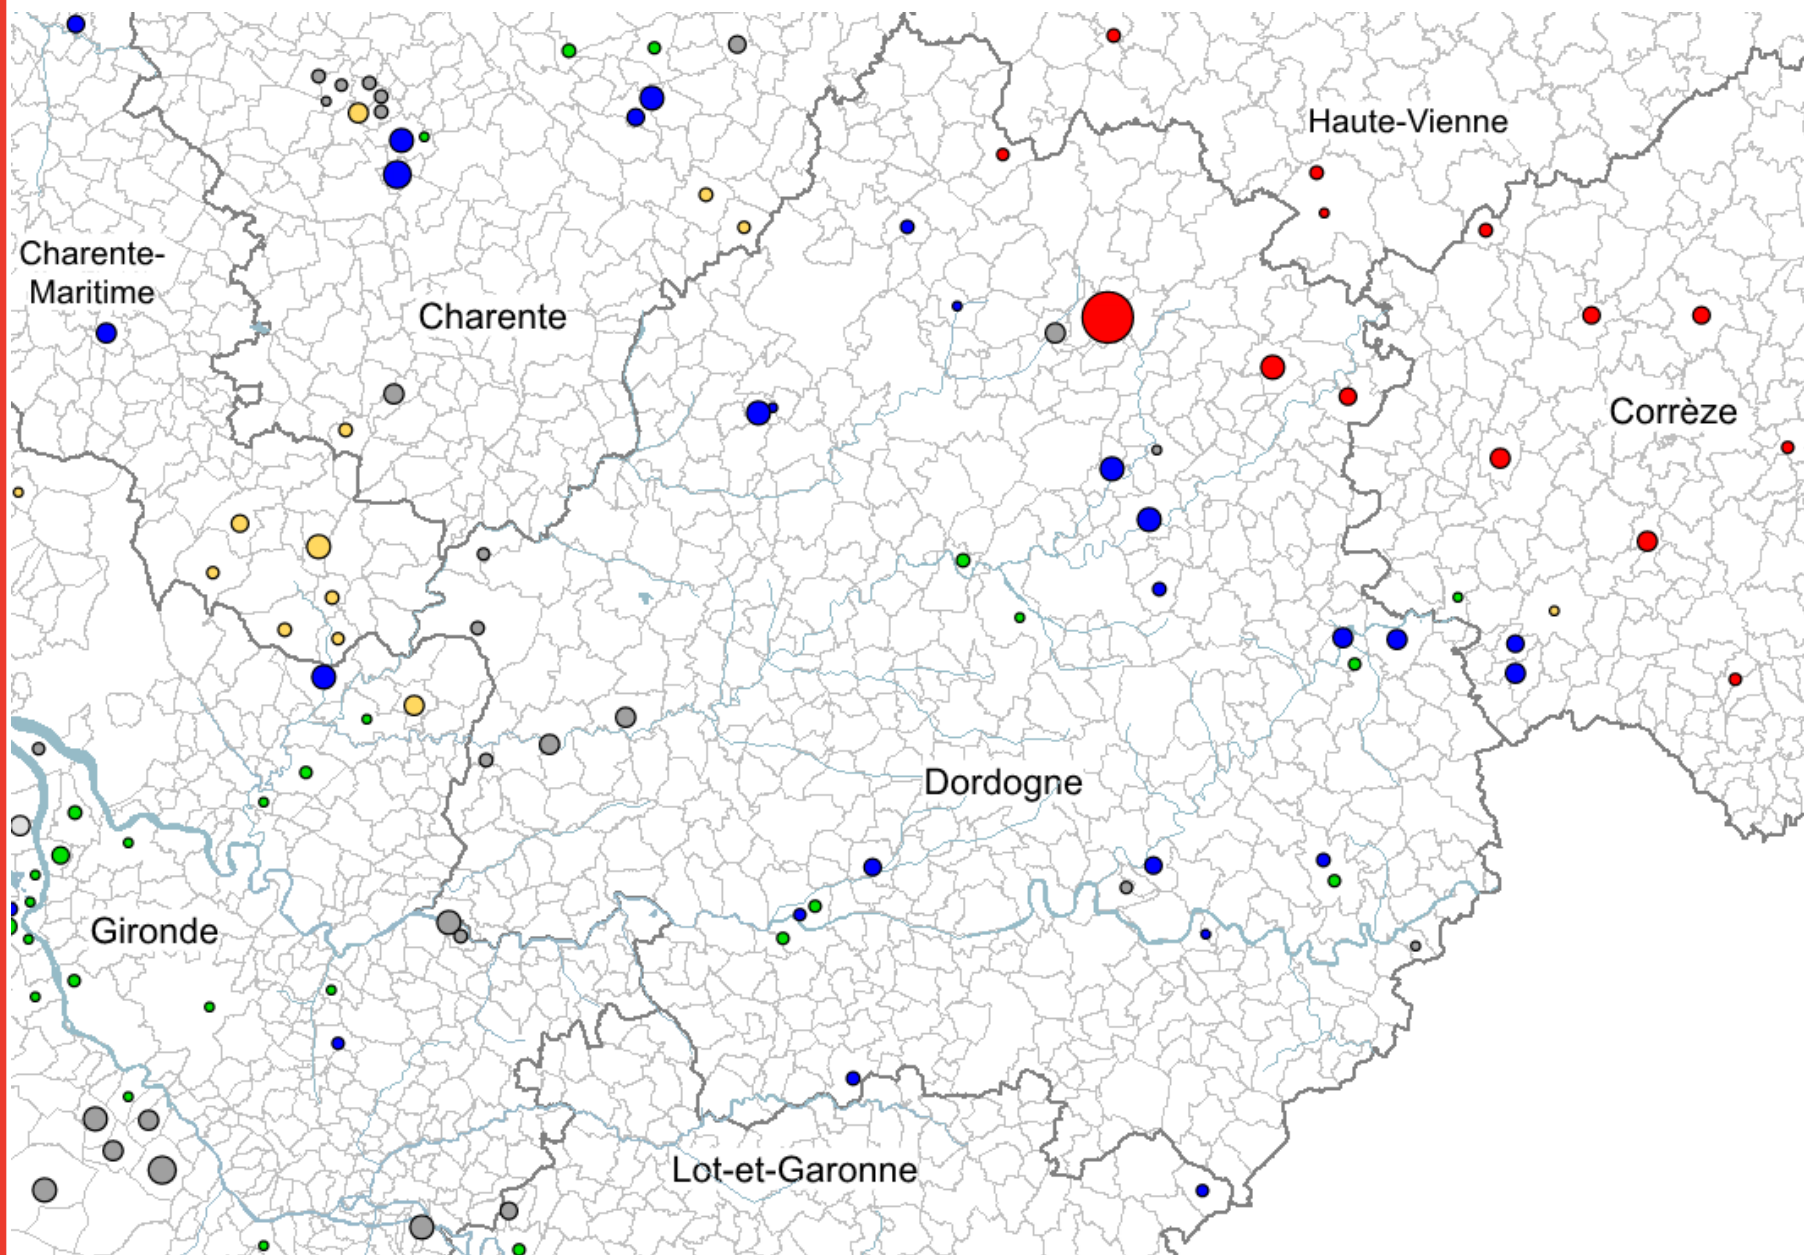 Haute-Vienne
Charente-
Maritime
Charente
Corrèze
Dordogne
Gironde
Lot-et-Garonne